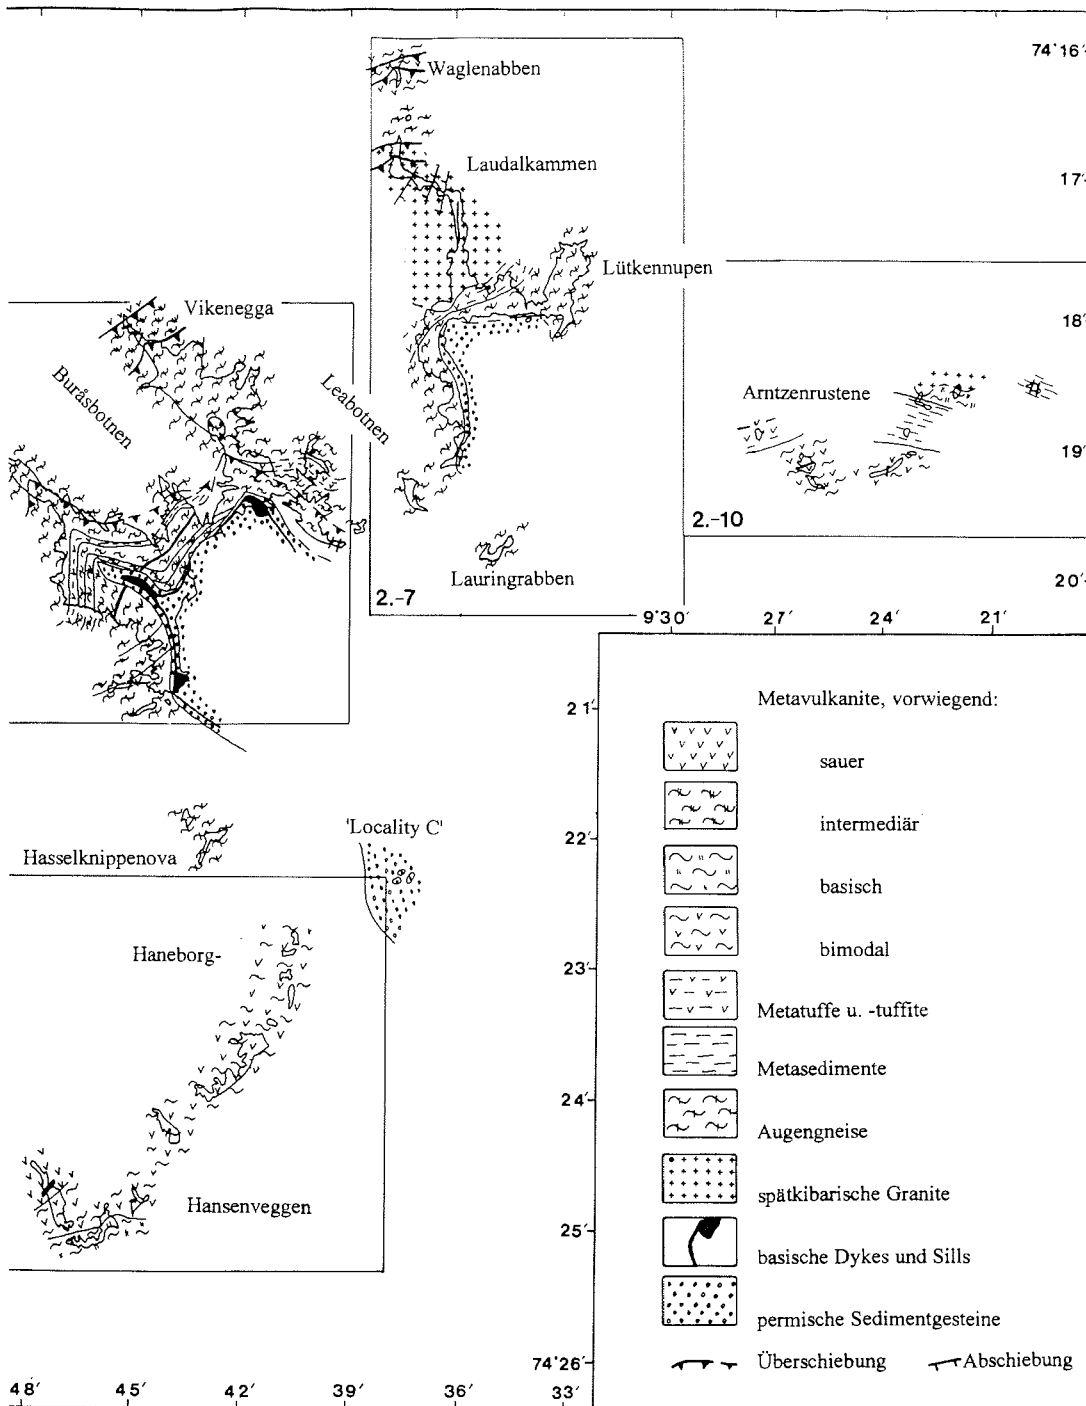 74°16'
Waglenabben
Laudalkammen
17'
Lütkennupen
Vikenegga
18'
Buråsbotnen
Leabotnen
Arntzenrustene
19'
2.-10
Lauringrabben
20'
2.-7
9°30'
27'
24'
21'
21'
Metavulkanite, vorwiegend:
sauer
intermediär
22'
'Locality C'
Hasselknippenova
basisch
Haneborg-
bimodal
23'
Metatuffe u. -tuffite
Metasedimente
24'
Augengneise
spätkibarische Granite
Hansenveggen
25'
basische Dykes und Sills
permische Sedimentgesteine
74°26'
Überschiebung
Abschiebung
48'
45'
42'
39'
36'
33'